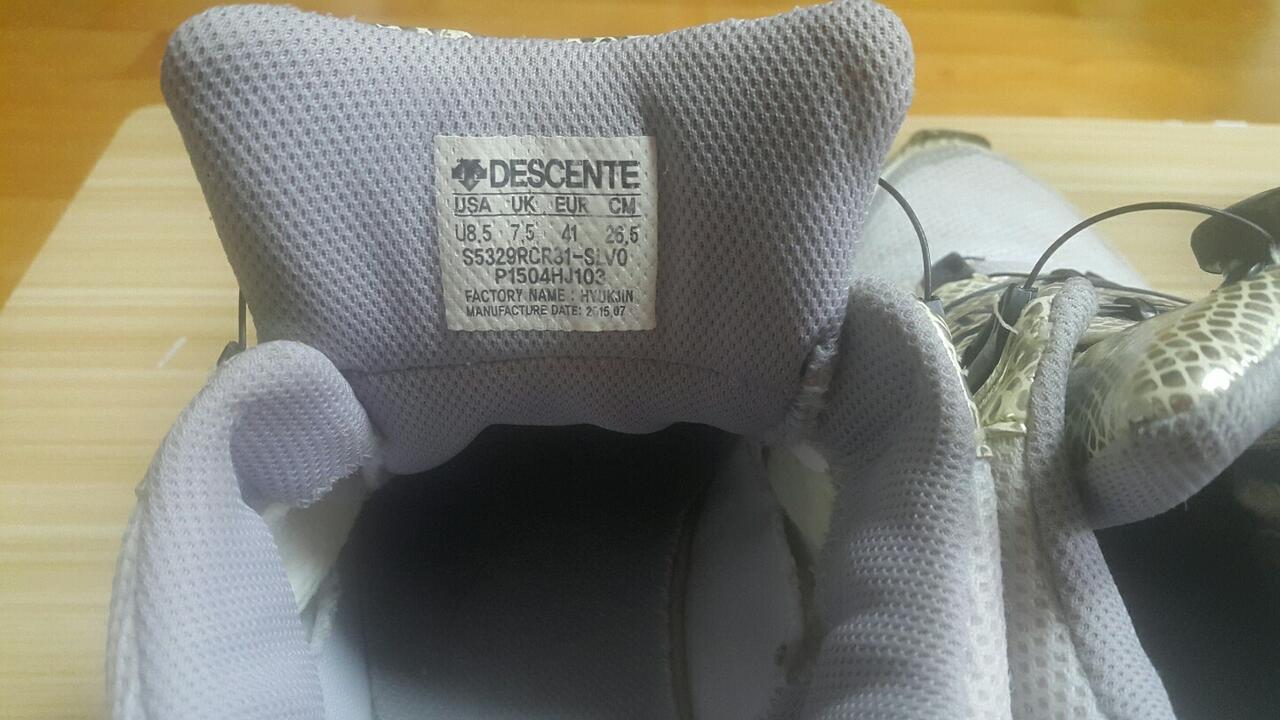 DESCENTE
USA UK EUR CM
U8.5 7.5 41 26.5
S5329RCR31-SLV0
P1504HJ103
FACTORY NAME : HYUKJIN
MANUFACTURE DATE: 2015.07